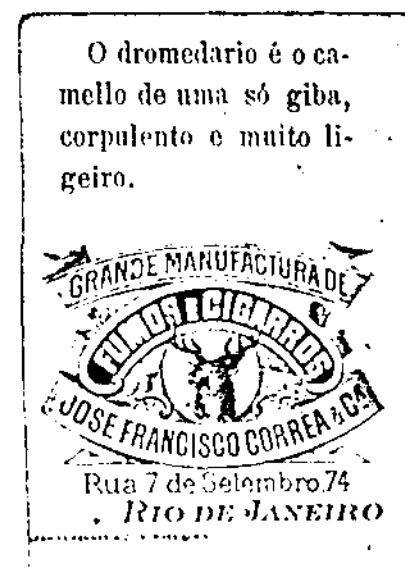 O dromedario é o ca-
mello de uma só giba,
corpulento e muito li-
geiro.
GRANDE MANUFACTURA DE
FUMOS E CIGARROS
JOSE FRANCISCO CORREA & Cª
Rua 7 de Setembro, 74
RIO DE JANEIRO